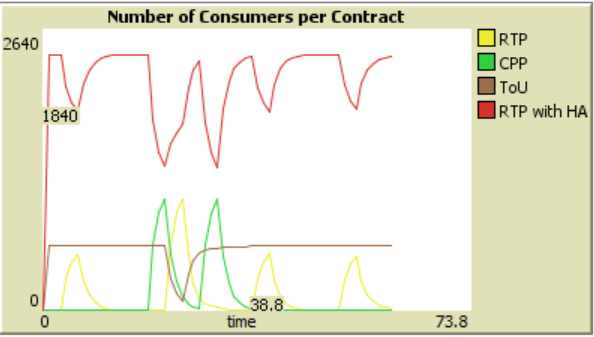 Number of Consumers per Contract
2640
1840
0
0
time
38.8
73.8
RTP
CPP
ToU
RTP with HA